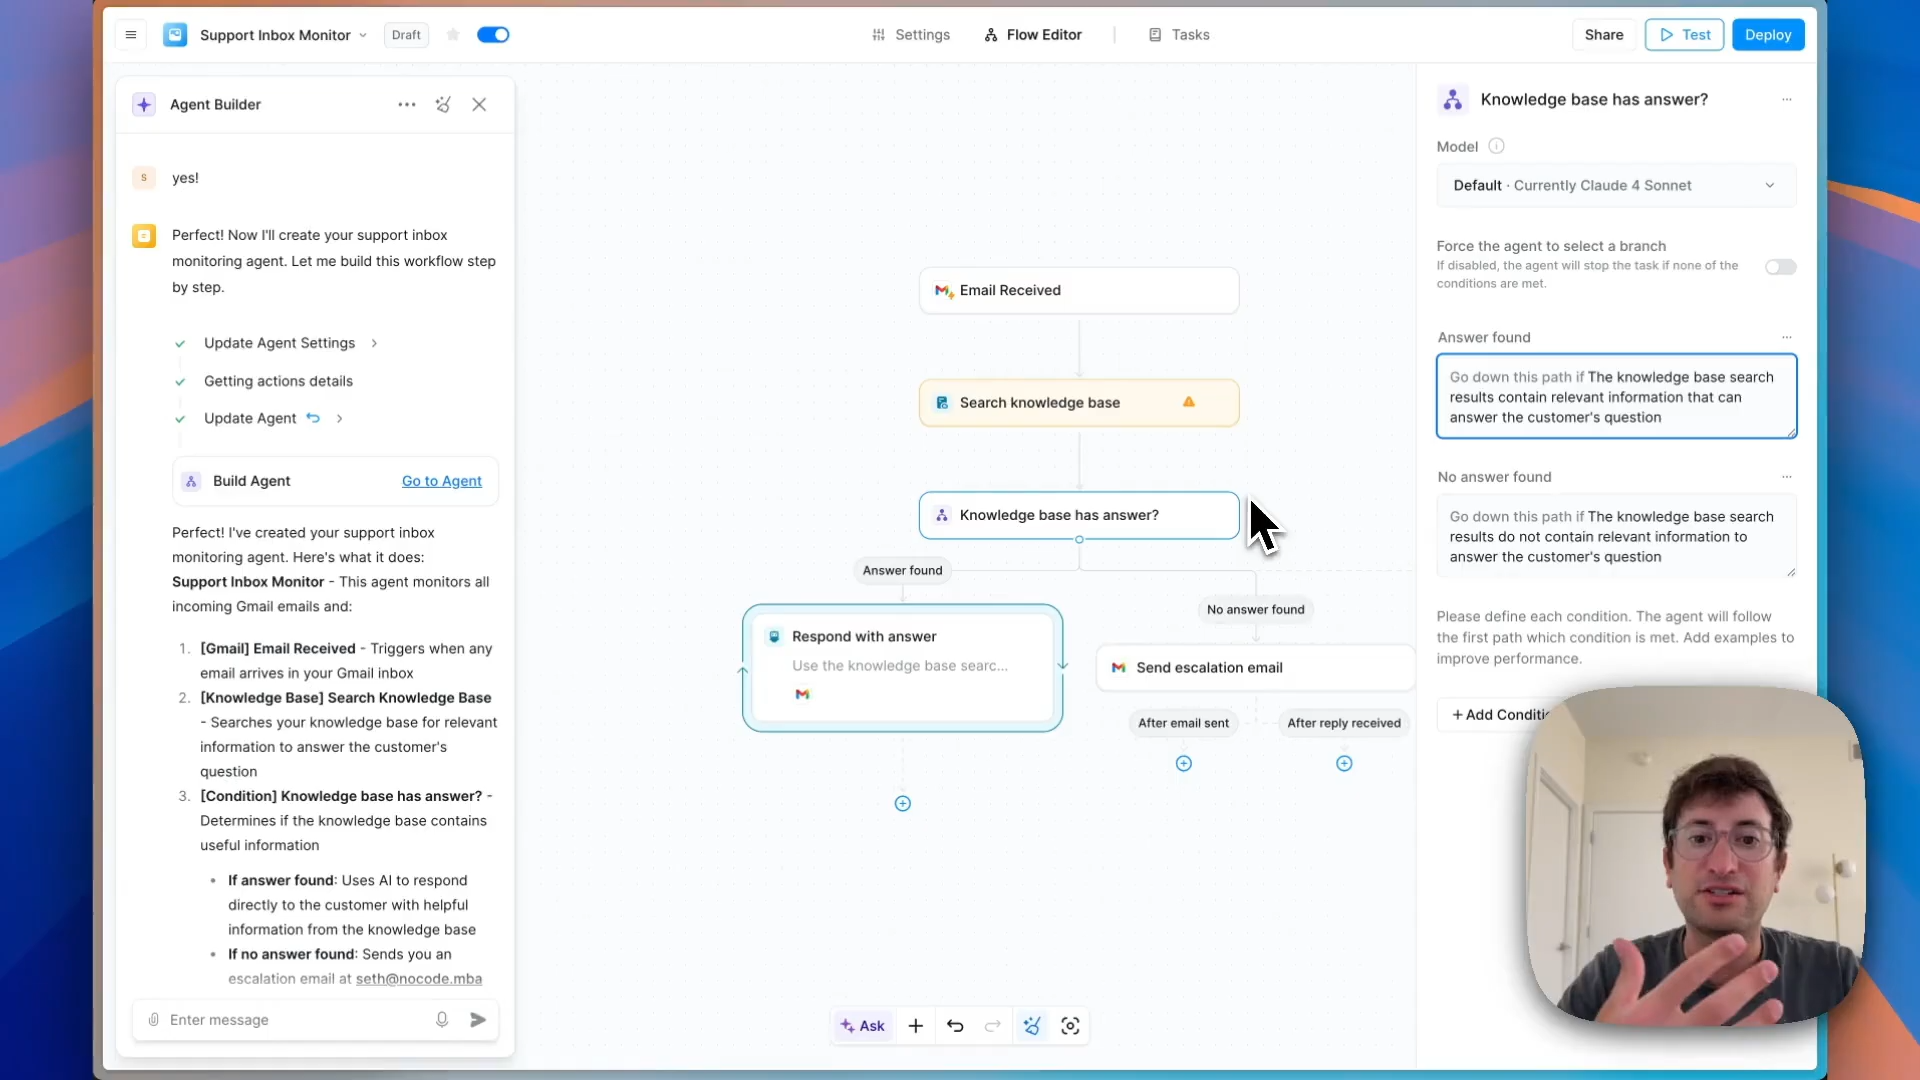 Support Inbox Monitor
Draft
Settings
Flow Editor
Tasks
Share
Test
Deploy
Agent Builder
S
yes!
Perfect! Now I'll create your support inbox
monitoring agent. Let me build this workflow step
by step.
Update Agent Settings
Getting actions details
Update Agent
Build Agent
Go to Agent
Perfect! I've created your support inbox
monitoring agent. Here's what it does:
Support Inbox Monitor - This agent monitors all
incoming Gmail emails and:
1. [Gmail] Email Received - Triggers when any
email arrives in your Gmail inbox
2. [Knowledge Base] Search Knowledge Base
- Searches your knowledge base for relevant
information to answer the customer's
question
3. [Condition] Knowledge base has answer? -
Determines if the knowledge base contains
useful information
• If answer found: Uses AI to respond
directly to the customer with helpful
information from the knowledge base
• If no answer found: Sends you an
escalation email at seth@nocode.mba
Enter message
Email Received
Search knowledge base
Knowledge base has answer?
Answer found
No answer found
Respond with answer
Use the knowledge base searc...
Send escalation email
After email sent
After reply received
Ask
Knowledge base has answer?
Model
Default · Currently Claude 4 Sonnet
Force the agent to select a branch
If disabled, the agent will stop the task if none of the
conditions are met.
Answer found
Go down this path if The knowledge base search
results contain relevant information that can
answer the customer's question
No answer found
Go down this path if The knowledge base search
results do not contain relevant information to
answer the customer's question
Please define each condition. The agent will follow
the first path which condition is met. Add examples to
improve performance.
+ Add Conditio